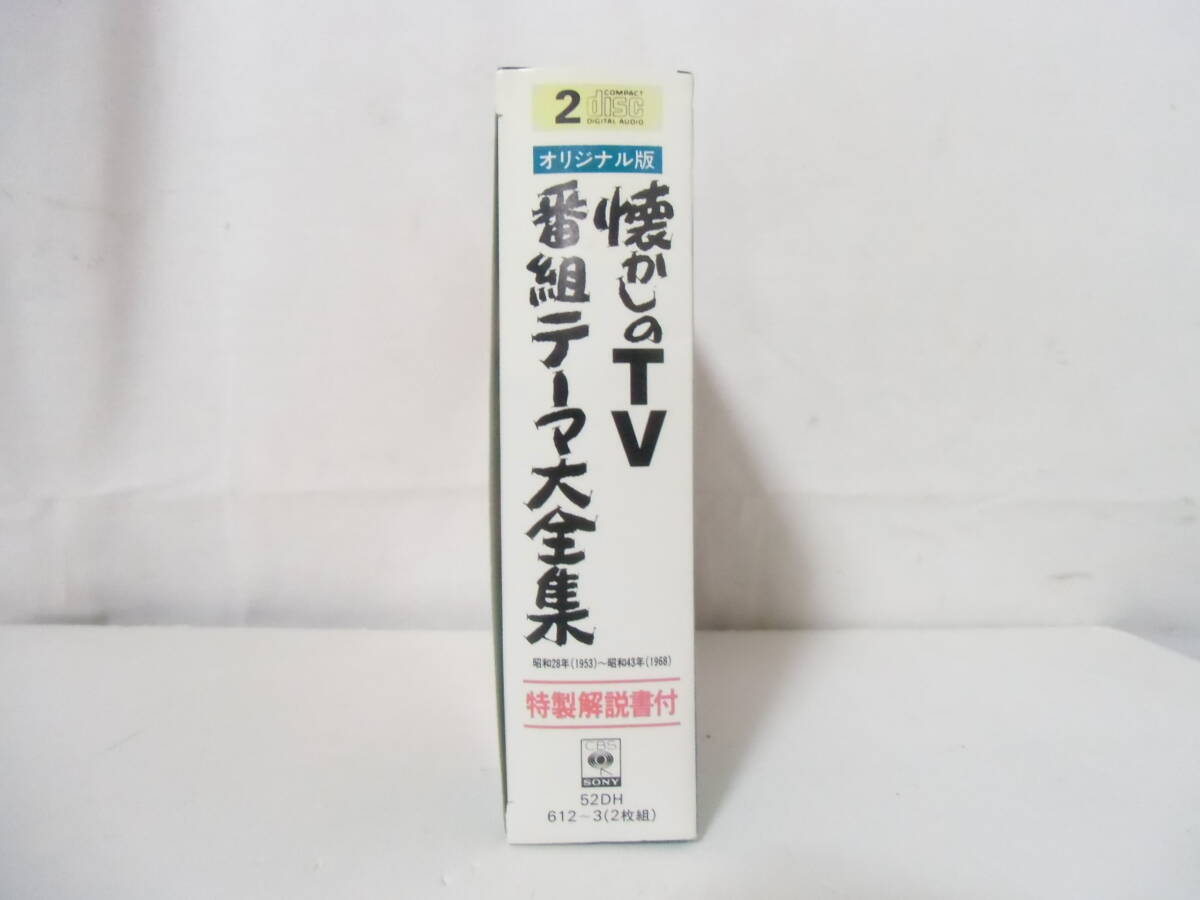 2 COMPACT
disc
DIGITAL AUDIO
オリジナル版
懐かしのTV
番組テーマ大全集
昭和28年(1953)~昭和43年(1968)
特製解説書付
CBS
SONY
52DH
612~3(2枚組)